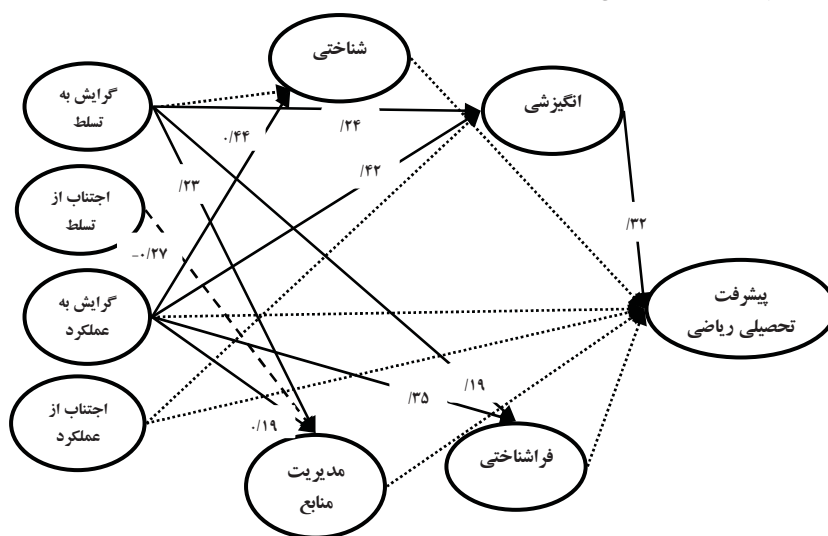 شناختی
انگیزشی
گرایش به
تسلط
۰/۴۴
/۲۴
/۲۳
/۴۲
اجتناب از
تسلط
/۳۲
-۰/۲۷
گرایش به
عملکرد
پیشرفت
تحصیلی ریاضی
اجتناب از
عملکرد
/۳۵
/۱۹
۰/۱۹
مدیریت
منابع
فراشناختی